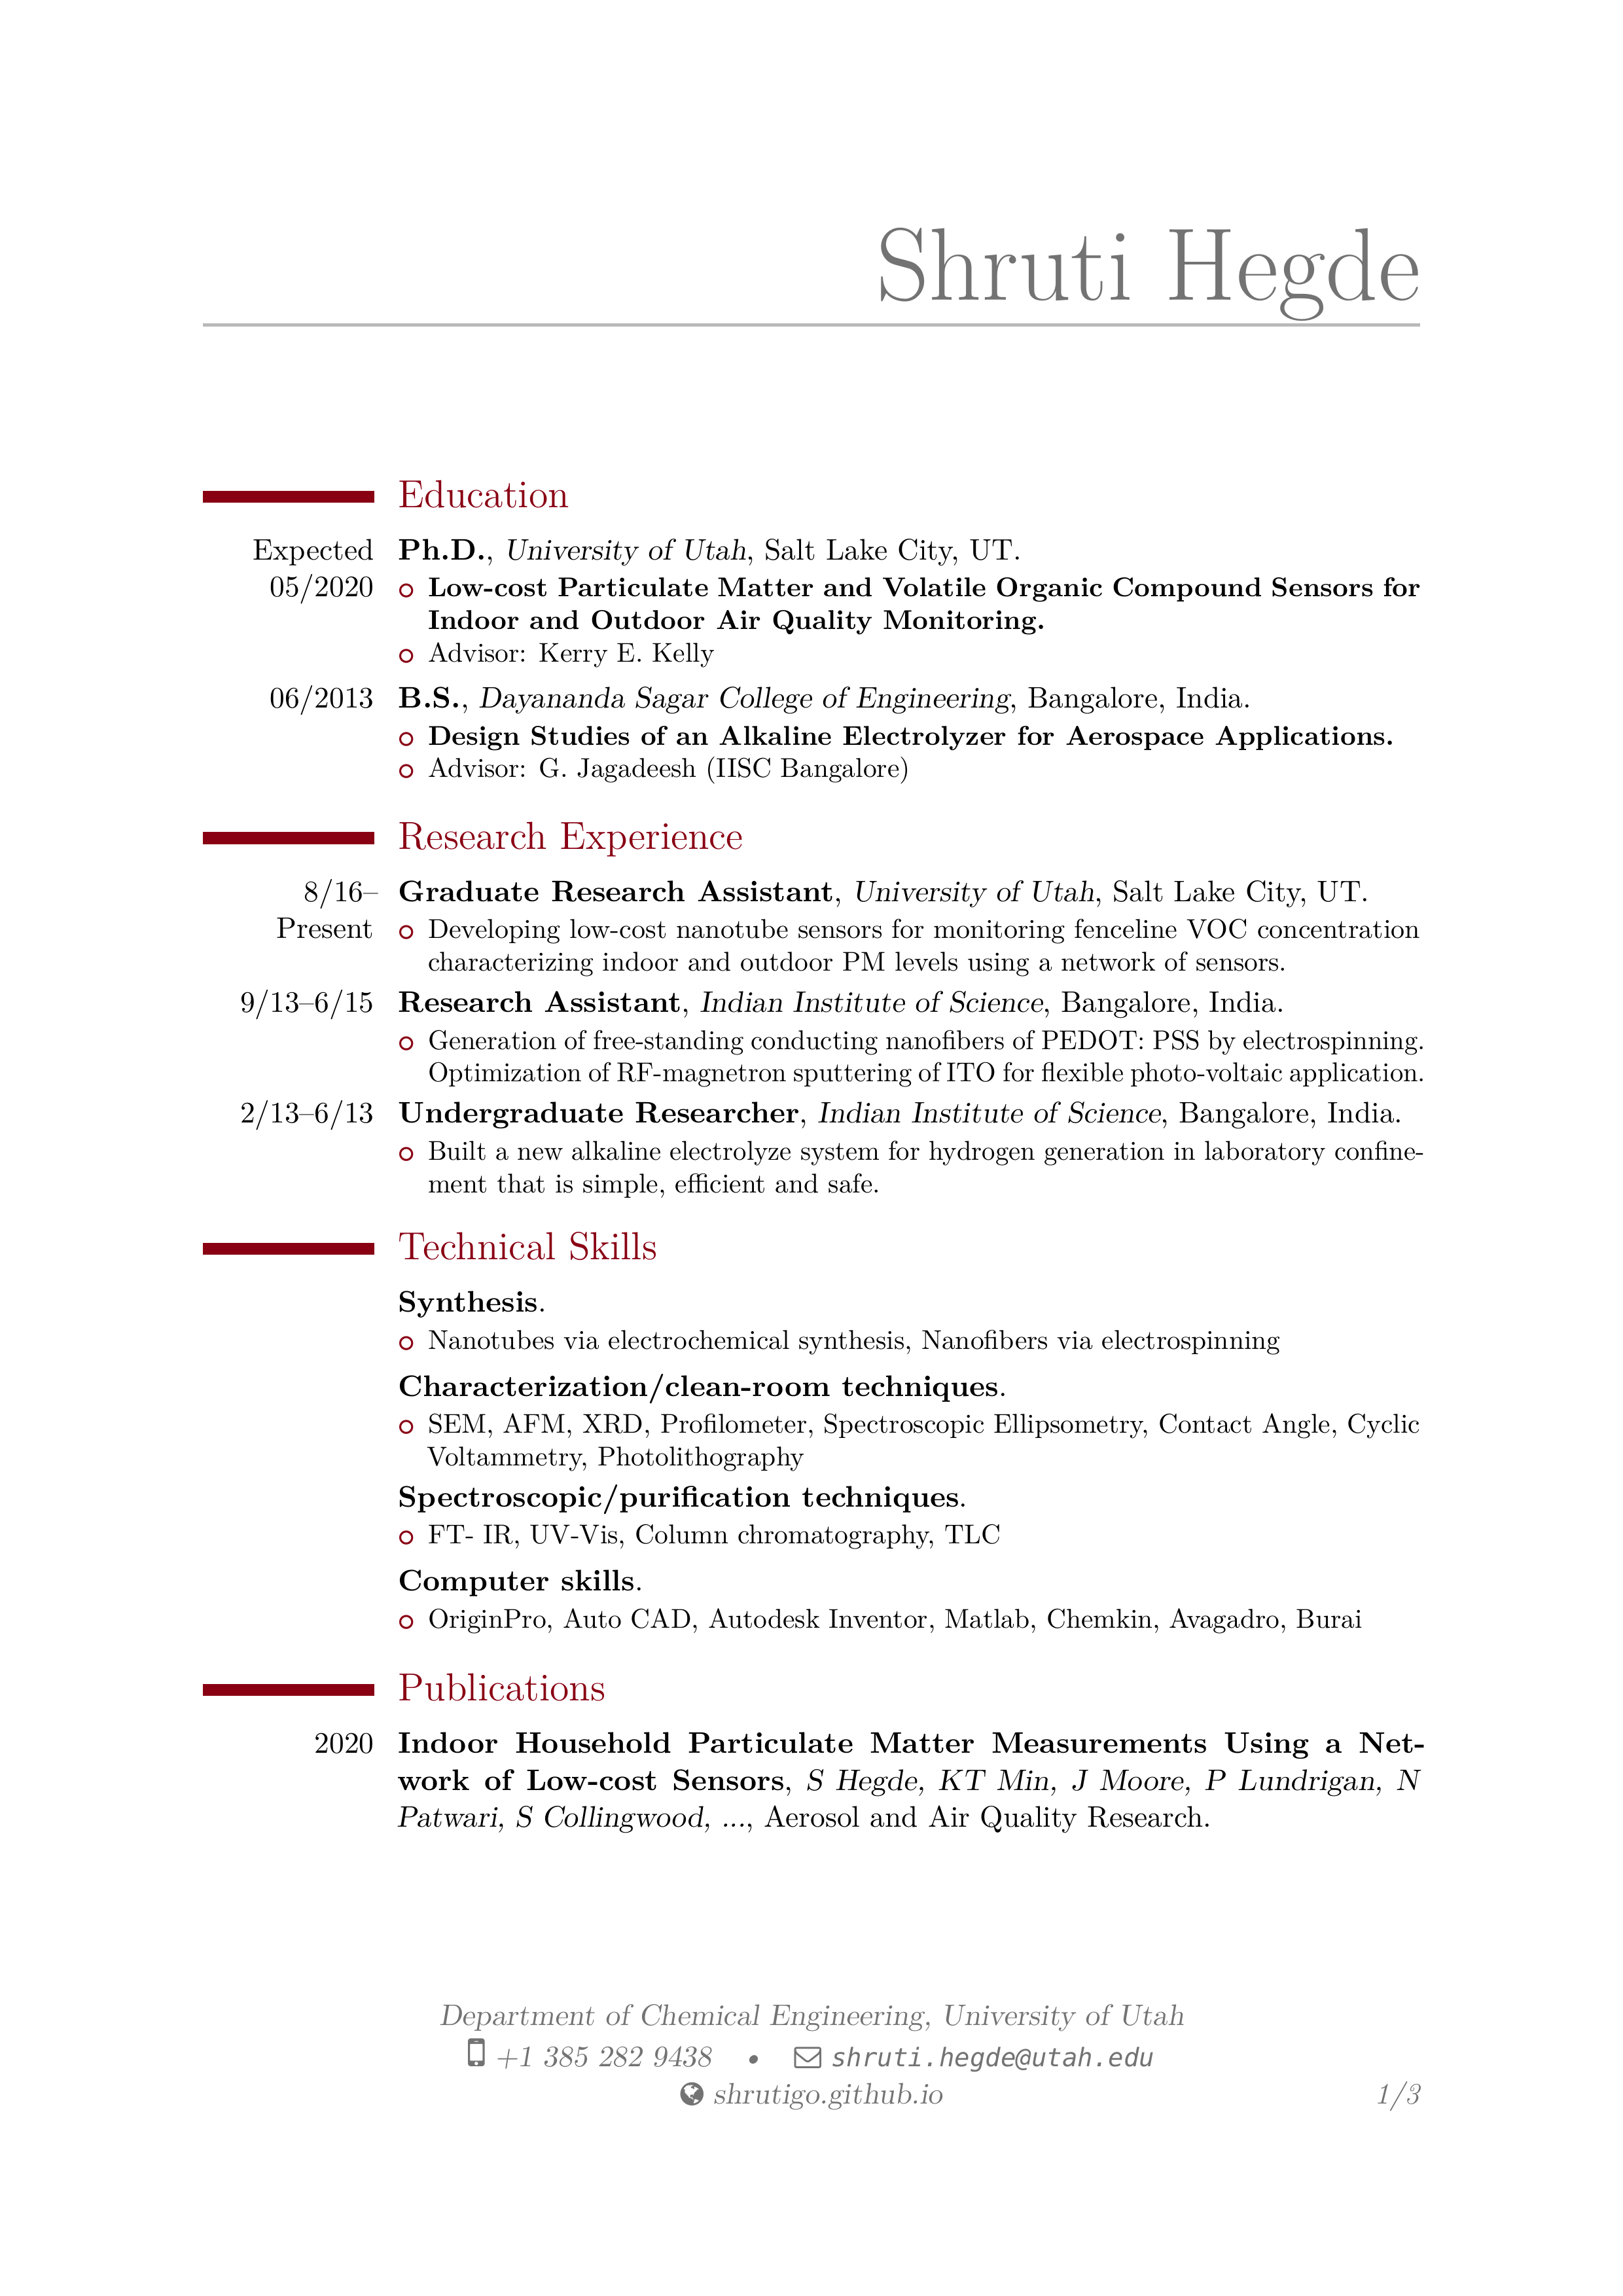 Shruti Hegde
Education
Expected
05/2020
Ph.D., University of Utah, Salt Lake City, UT.
Low-cost Particulate Matter and Volatile Organic Compound Sensors for
Indoor and Outdoor Air Quality Monitoring.
Advisor: Kerry E. Kelly
06/2013 B.S., Dayananda Sagar College of Engineering, Bangalore, India.
Design Studies of an Alkaline Electrolyzer for Aerospace Applications.
Advisor: G. Jagadeesh (IISC Bangalore)
Research Experience
8/16–
Present
Graduate Research Assistant, University of Utah, Salt Lake City, UT.
Developing low-cost nanotube sensors for monitoring fenceline VOC concentration
characterizing indoor and outdoor PM levels using a network of sensors.
9/13–6/15 Research Assistant, Indian Institute of Science, Bangalore, India.
Generation of free-standing conducting nanofibers of PEDOT: PSS by electrospinning.
Optimization of RF-magnetron sputtering of ITO for flexible photo-voltaic application.
2/13–6/13 Undergraduate Researcher, Indian Institute of Science, Bangalore, India.
Built a new alkaline electrolyze system for hydrogen generation in laboratory confine-
ment that is simple, efficient and safe.
Technical Skills
Synthesis.
Nanotubes via electrochemical synthesis, Nanofibers via electrospinning
Characterization/clean-room techniques.
SEM, AFM, XRD, Profilometer, Spectroscopic Ellipsometry, Contact Angle, Cyclic
Voltammetry, Photolithography
Spectroscopic/purification techniques.
FT- IR, UV-Vis, Column chromatography, TLC
Computer skills.
OriginPro, Auto CAD, Autodesk Inventor, Matlab, Chemkin, Avagadro, Burai
Publications
2020 Indoor Household Particulate Matter Measurements Using a Net-
work of Low-cost Sensors, S Hegde, KT Min, J Moore, P Lundrigan, N
Patwari, S Collingwood, ..., Aerosol and Air Quality Research.
Department of Chemical Engineering, University of Utah
+1 385 282 9438 • shruti.hegde@utah.edu
shrutigo.github.io 1/3